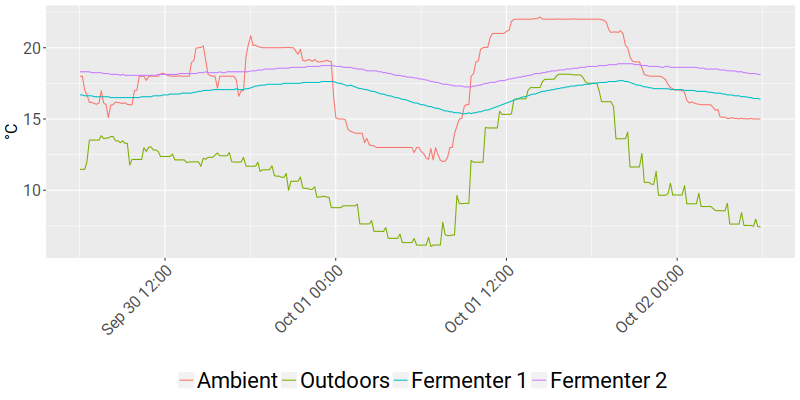 °C
20
15
10
Sep 30 12:00
Oct 01 00:00
Oct 01 12:00
Oct 02 00:00
Ambient Outdoors Fermenter 1 Fermenter 2